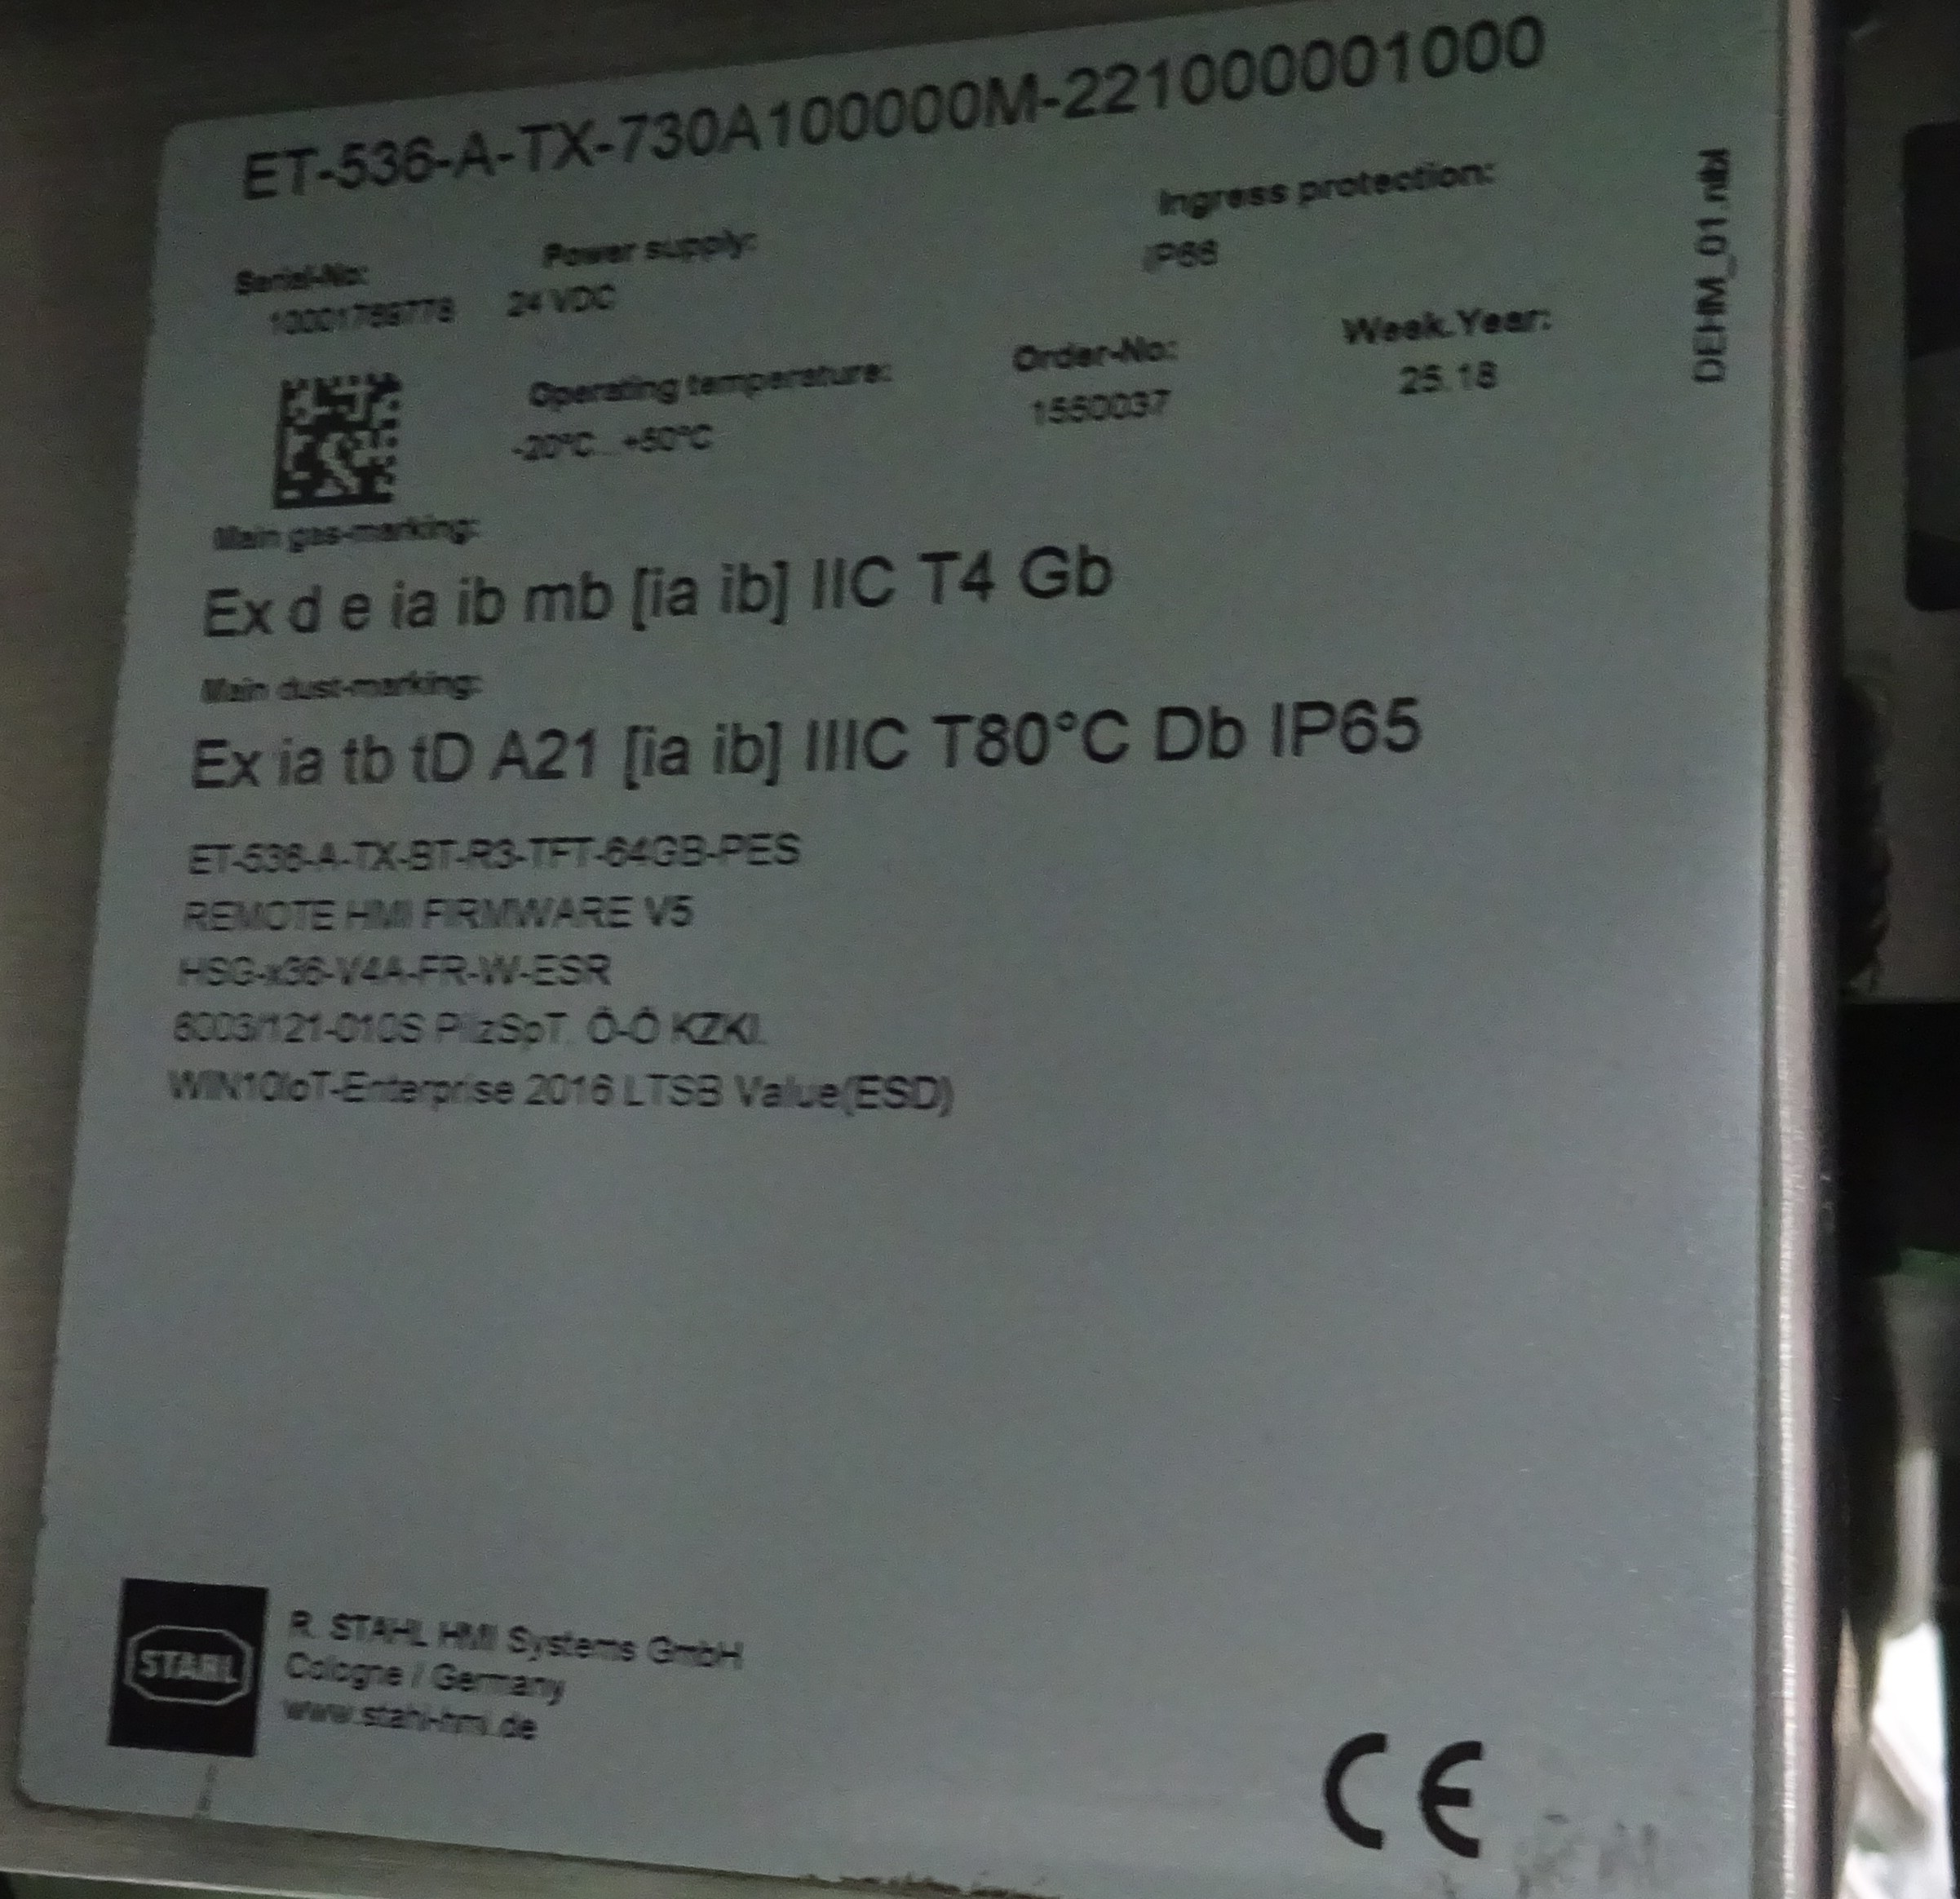 ET-536-A-TX-730A100000M-221000001000
Serial-No: Power supply: Ingress protection:
10001789778 24 VDC IP66
Operating temperature: Order-No: Week.Year:
-20°C...+50°C 1560037 25.18
DEHM_01.nlbl
Main gas-marking:
Ex d e ia ib mb [ia ib] IIC T4 Gb
Main dust-marking:
Ex ia tb tD A21 [ia ib] IIIC T80°C Db IP65
ET-536-A-TX-BT-R3-TFT-64GB-PES
REMOTE HMI FIRMWARE V5
HSG-x36-V4A-FR-W-ESR
6003/121-010S PilzSpT. Ö-Ö KZKl.
WIN10IoT-Enterprise 2016 LTSB Value(ESD)
STAHL
R. STAHL HMI Systems GmbH
Cologne / Germany
www.stahl-hmi.de
CE